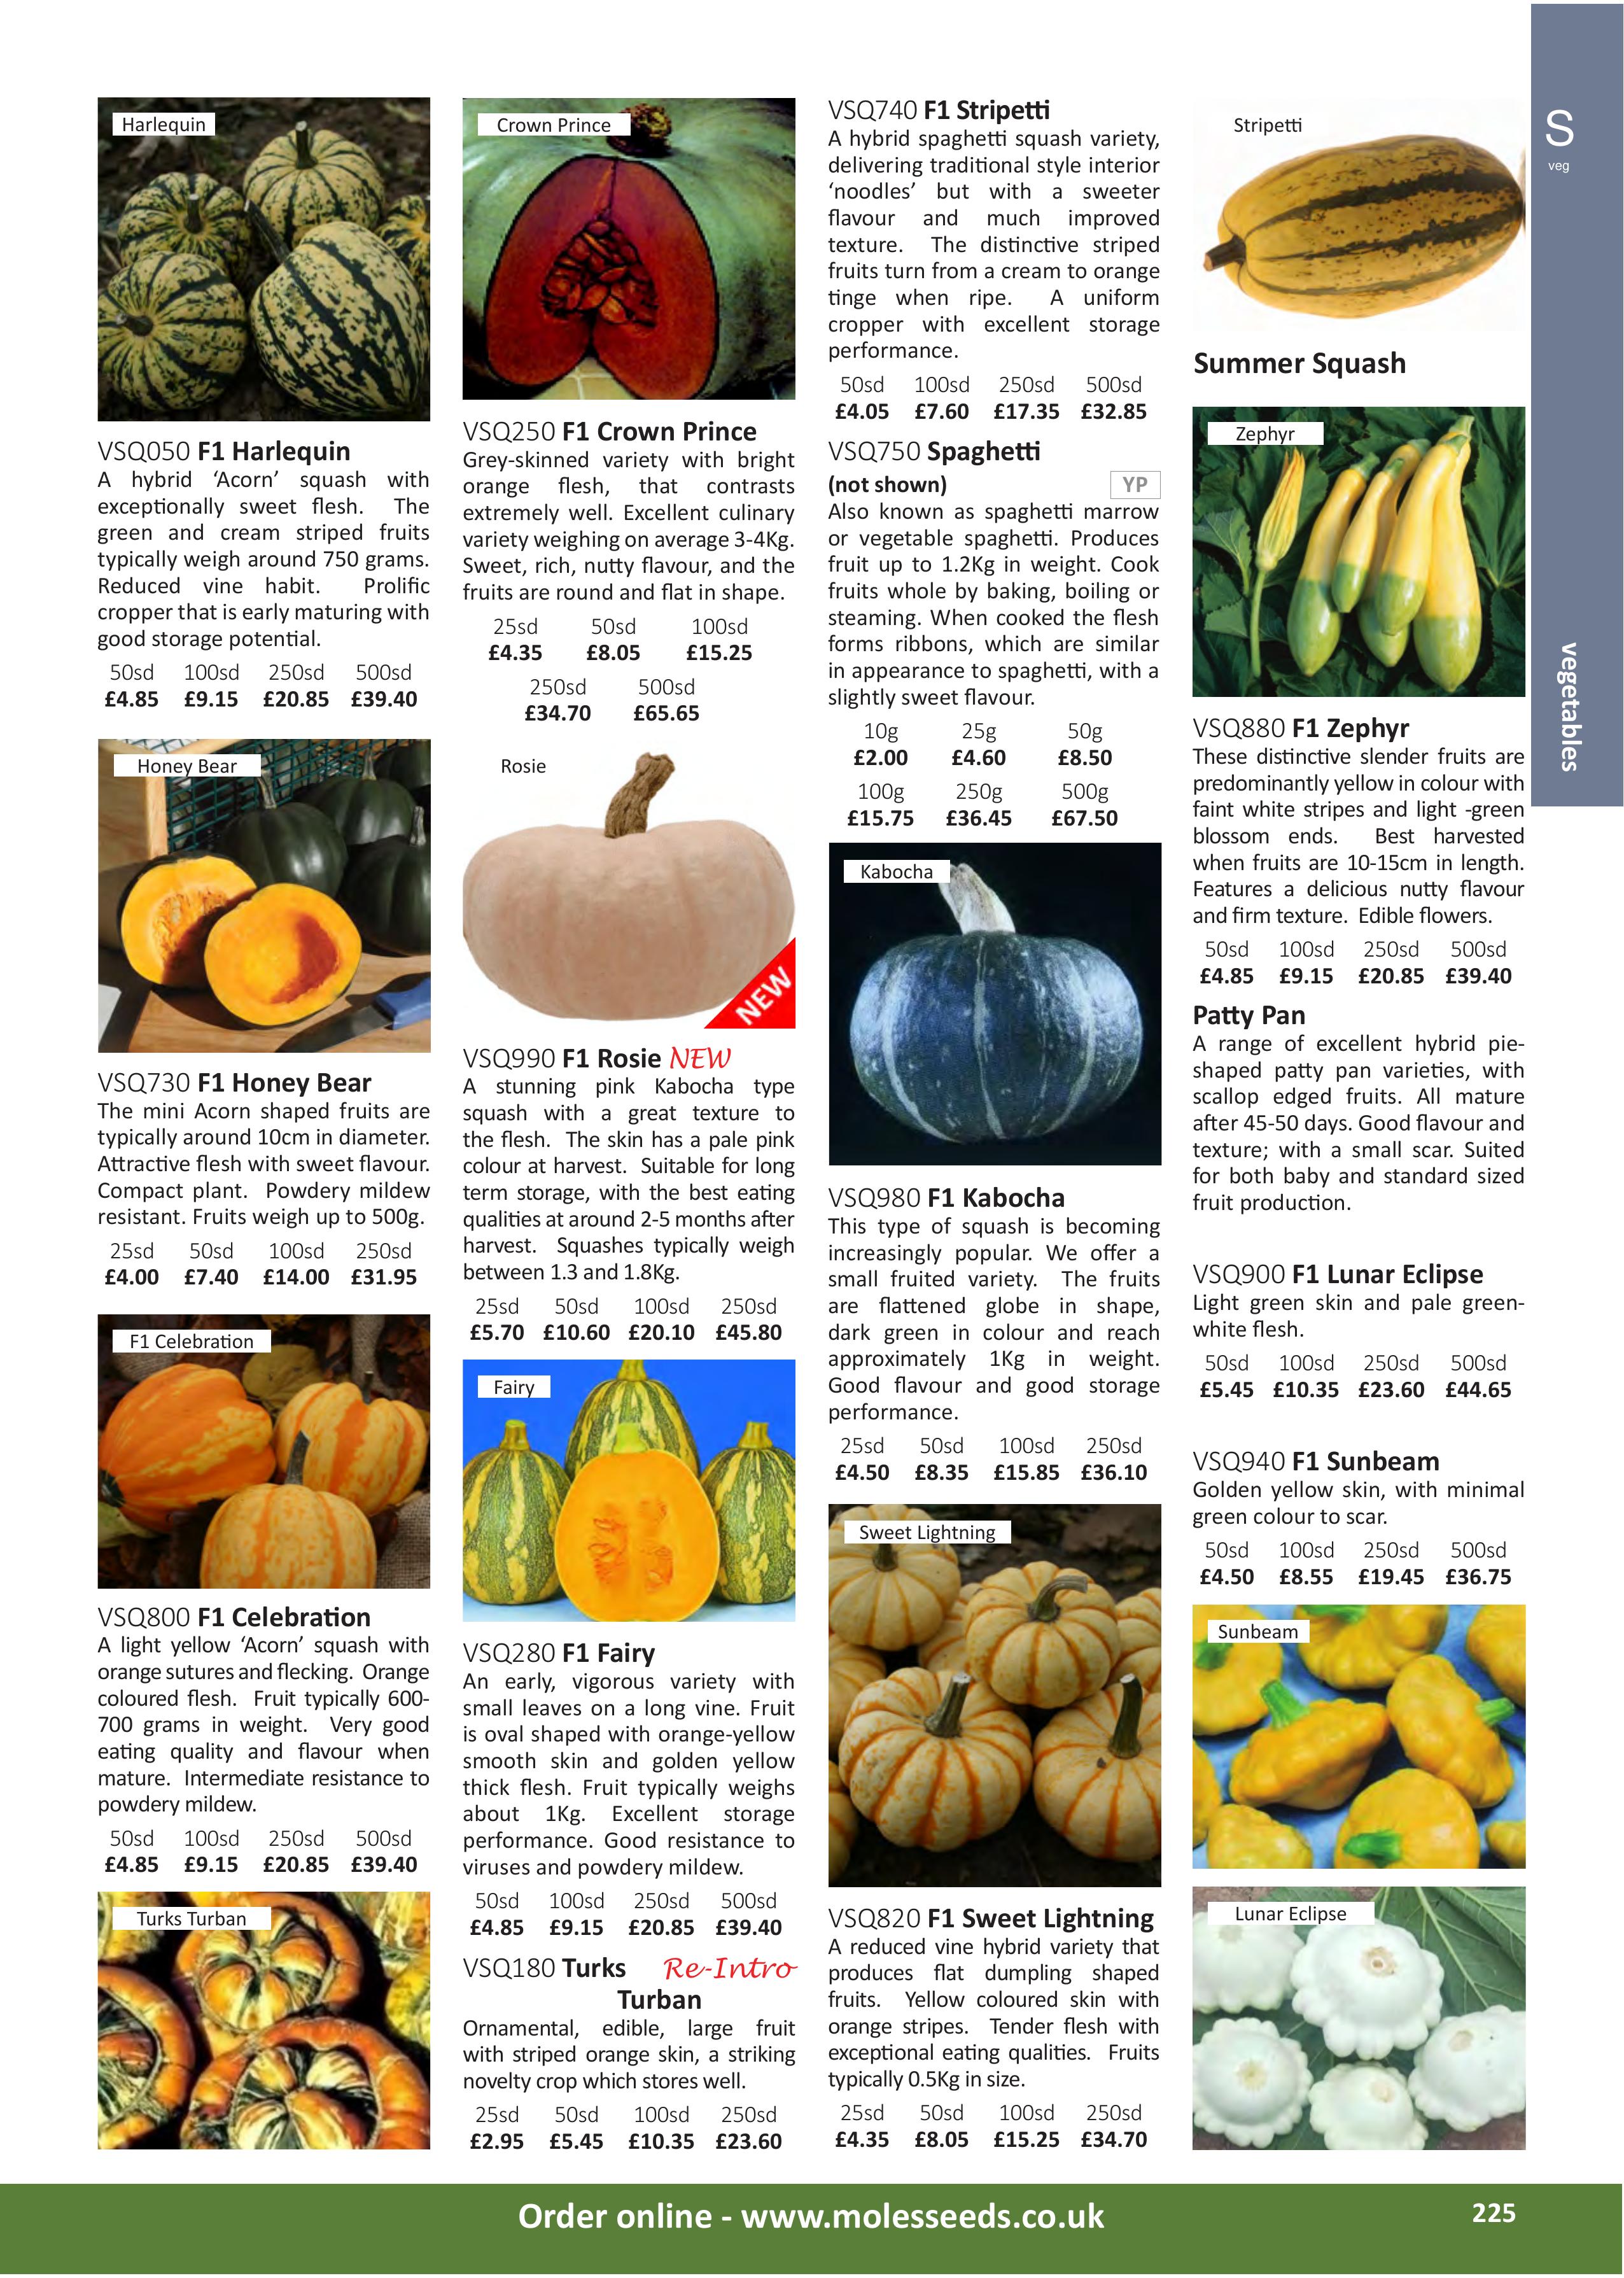 Harlequin
VSQ050 F1 Harlequin
A hybrid ‘Acorn’ squash with
exceptionally sweet flesh. The
green and cream striped fruits
typically weigh around 750 grams.
Reduced vine habit. Prolific
cropper that is early maturing with
good storage potential.
50sd 100sd 250sd 500sd
£4.85 £9.15 £20.85 £39.40
Honey Bear
VSQ730 F1 Honey Bear
The mini Acorn shaped fruits are
typically around 10cm in diameter.
Attractive flesh with sweet flavour.
Compact plant. Powdery mildew
resistant. Fruits weigh up to 500g.
25sd 50sd 100sd 250sd
£4.00 £7.40 £14.00 £31.95
F1 Celebration
VSQ800 F1 Celebration
A light yellow ‘Acorn’ squash with
orange sutures and flecking. Orange
coloured flesh. Fruit typically 600-
700 grams in weight. Very good
eating quality and flavour when
mature. Intermediate resistance to
powdery mildew.
50sd 100sd 250sd 500sd
£4.85 £9.15 £20.85 £39.40
Turks Turban
Crown Prince
VSQ250 F1 Crown Prince
Grey-skinned variety with bright
orange flesh, that contrasts
extremely well. Excellent culinary
variety weighing on average 3-4Kg.
Sweet, rich, nutty flavour, and the
fruits are round and flat in shape.
25sd 50sd 100sd
£4.35 £8.05 £15.25
250sd 500sd
£34.70 £65.65
Rosie
NEW
VSQ990 F1 Rosie NEW
A stunning pink Kabocha type
squash with a great texture to
the flesh. The skin has a pale pink
colour at harvest. Suitable for long
term storage, with the best eating
qualities at around 2-5 months after
harvest. Squashes typically weigh
between 1.3 and 1.8Kg.
25sd 50sd 100sd 250sd
£5.70 £10.60 £20.10 £45.80
Fairy
VSQ280 F1 Fairy
An early, vigorous variety with
small leaves on a long vine. Fruit
is oval shaped with orange-yellow
smooth skin and golden yellow
thick flesh. Fruit typically weighs
about 1Kg. Excellent storage
performance. Good resistance to
viruses and powdery mildew.
50sd 100sd 250sd 500sd
£4.85 £9.15 £20.85 £39.40
VSQ180 Turks Re-Intro
Turban
Ornamental, edible, large fruit
with striped orange skin, a striking
novelty crop which stores well.
25sd 50sd 100sd 250sd
£2.95 £5.45 £10.35 £23.60
VSQ740 F1 Stripetti
A hybrid spaghetti squash variety,
delivering traditional style interior
‘noodles’ but with a sweeter
flavour and much improved
texture. The distinctive striped
fruits turn from a cream to orange
tinge when ripe. A uniform
cropper with excellent storage
performance.
50sd 100sd 250sd 500sd
£4.05 £7.60 £17.35 £32.85
VSQ750 Spaghetti
(not shown) YP
Also known as spaghetti marrow
or vegetable spaghetti. Produces
fruit up to 1.2Kg in weight. Cook
fruits whole by baking, boiling or
steaming. When cooked the flesh
forms ribbons, which are similar
in appearance to spaghetti, with a
slightly sweet flavour.
10g 25g 50g
£2.00 £4.60 £8.50
100g 250g 500g
£15.75 £36.45 £67.50
Kabocha
VSQ980 F1 Kabocha
This type of squash is becoming
increasingly popular. We offer a
small fruited variety. The fruits
are flattened globe in shape,
dark green in colour and reach
approximately 1Kg in weight.
Good flavour and good storage
performance.
25sd 50sd 100sd 250sd
£4.50 £8.35 £15.85 £36.10
Sweet Lightning
VSQ820 F1 Sweet Lightning
A reduced vine hybrid variety that
produces flat dumpling shaped
fruits. Yellow coloured skin with
orange stripes. Tender flesh with
exceptional eating qualities. Fruits
typically 0.5Kg in size.
25sd 50sd 100sd 250sd
£4.35 £8.05 £15.25 £34.70
Stripetti
Summer Squash
Zephyr
VSQ880 F1 Zephyr
These distinctive slender fruits are
predominantly yellow in colour with
faint white stripes and light -green
blossom ends. Best harvested
when fruits are 10-15cm in length.
Features a delicious nutty flavour
and firm texture. Edible flowers.
50sd 100sd 250sd 500sd
£4.85 £9.15 £20.85 £39.40
Patty Pan
A range of excellent hybrid pie-
shaped patty pan varieties, with
scallop edged fruits. All mature
after 45-50 days. Good flavour and
texture; with a small scar. Suited
for both baby and standard sized
fruit production.
VSQ900 F1 Lunar Eclipse
Light green skin and pale green-
white flesh.
50sd 100sd 250sd 500sd
£5.45 £10.35 £23.60 £44.65
VSQ940 F1 Sunbeam
Golden yellow skin, with minimal
green colour to scar.
50sd 100sd 250sd 500sd
£4.50 £8.55 £19.45 £36.75
Sunbeam
Lunar Eclipse
S
veg
vegetables
Order online - www.molesseeds.co.uk
225